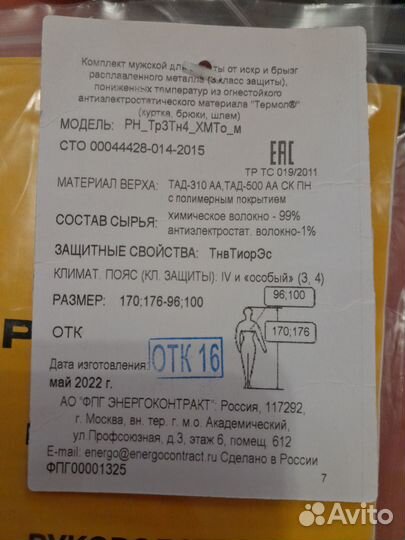 Комплект мужской для защиты от искр и брызг
расплавленного металла (3 класс защиты),
пониженных температур из огнестойкого
антиэлектростатического материала "Термол®"
(куртка, брюки, шлем)
МОДЕЛЬ: PH_Тр3Тн4_ХМТо_м
СТО 00044428-014-2015
ЕАС
ТР ТС 019/2011
МАТЕРИАЛ ВЕРХА: ТАД-310 АА,ТАД-500 АА СК ПН
с полимерным покрытием
СОСТАВ СЫРЬЯ: химическое волокно - 99%
антиэлектростат. волокно-1%
ЗАЩИТНЫЕ СВОЙСТВА: ТнвТиорЭс
КЛИМАТ. ПОЯС (КЛ. ЗАЩИТЫ): IV и «особый» (3, 4)
РАЗМЕР: 170;176-96;100
96;100
170;176
ОТК
ОТК 16
Дата изготовления:
май 2022 г.
АО "ФПГ ЭНЕРГОКОНТРАКТ": Россия, 117292,
г. Москва, вн. тер. г. м.о. Академический,
ул.Профсоюзная, д.3, этаж 6, помещ. 612
E-mail: energo@energocontract.ru Сделано в России
ФПГ00001325
7
Avito